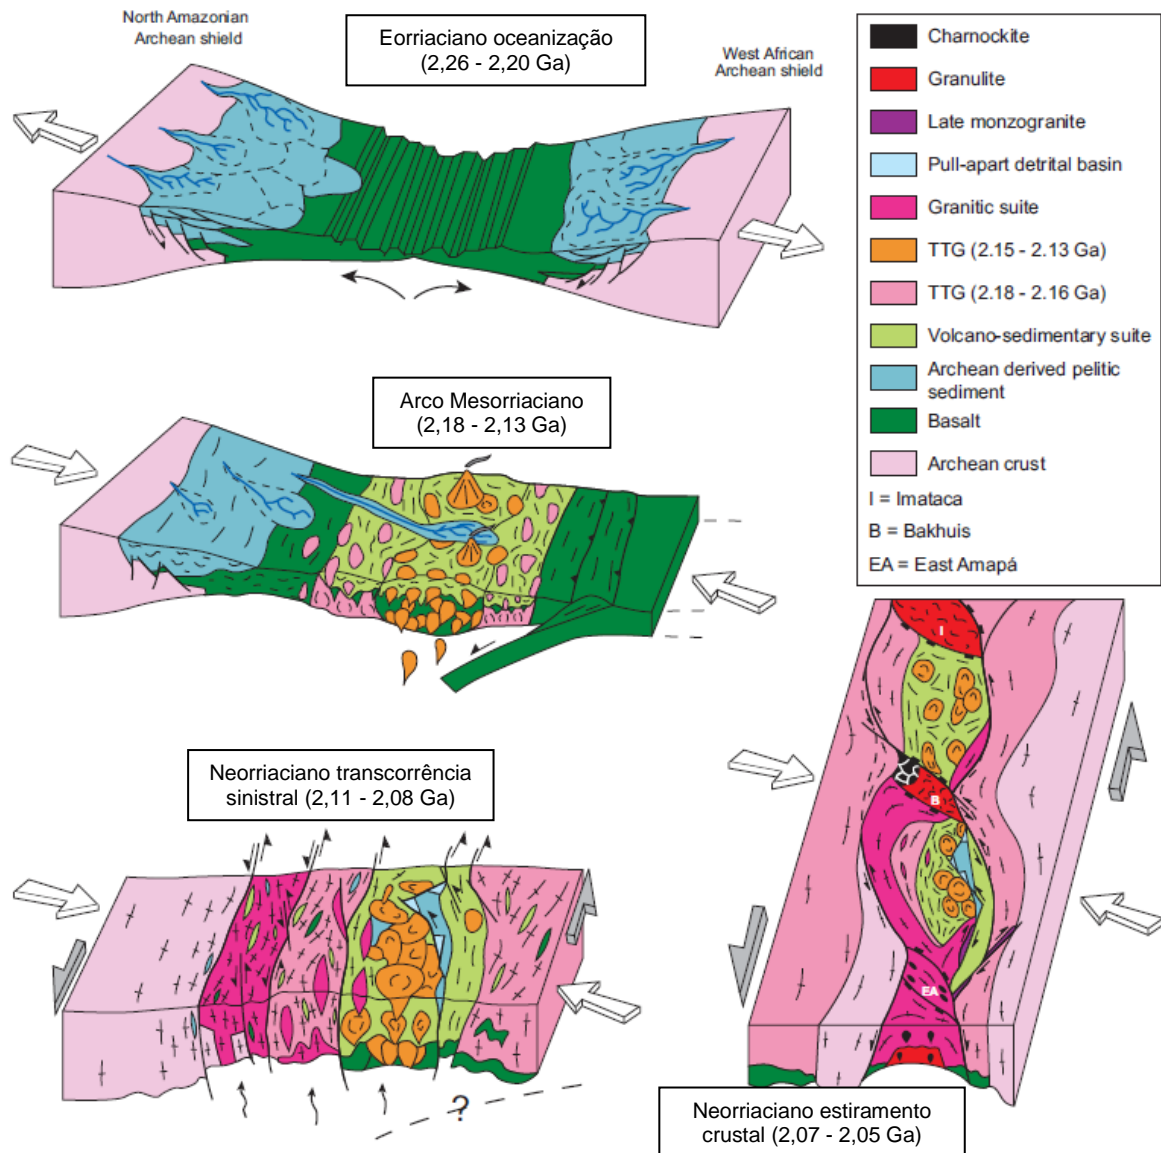 North Amazonian
Archean shield
Eorriaciano oceanização
(2,26 - 2,20 Ga)
West African
Archean shield
Charnockite
Granulite
Late monzogranite
Pull-apart detrital basin
Granitic suite
TTG (2.15 - 2.13 Ga)
TTG (2.18 - 2.16 Ga)
Volcano-sedimentary suite
Archean derived pelitic
sediment
Basalt
Archean crust
I = Imataca
B = Bakhuis
EA = East Amapá
Arco Mesorriaciano
(2,18 - 2,13 Ga)
Neorriaciano transcorrência
sinistral (2,11 - 2,08 Ga)
?
I
B
EA
Neorriaciano estiramento
crustal (2,07 - 2,05 Ga)